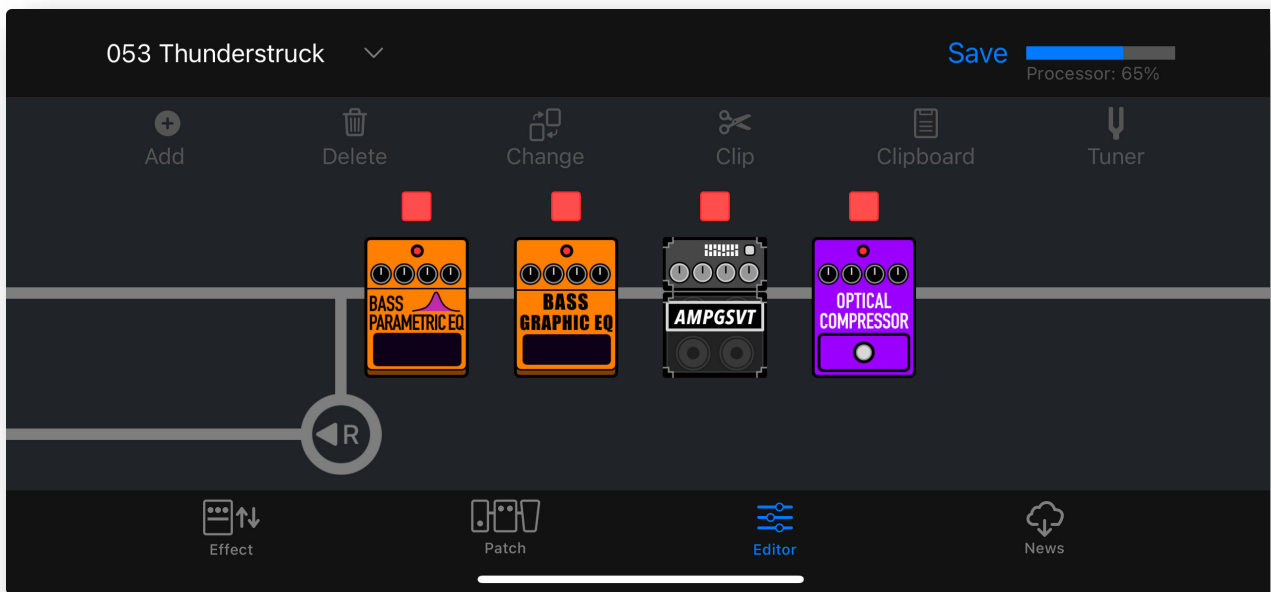 053 Thunderstruck
Save
Processor: 65%
Add
Delete
Change
Clip
Clipboard
Tuner
BASS
PARAMETRIC EQ
BASS
GRAPHIC EQ
AMPGSVT
OPTICAL
COMPRESSOR
R
Effect
Patch
Editor
News